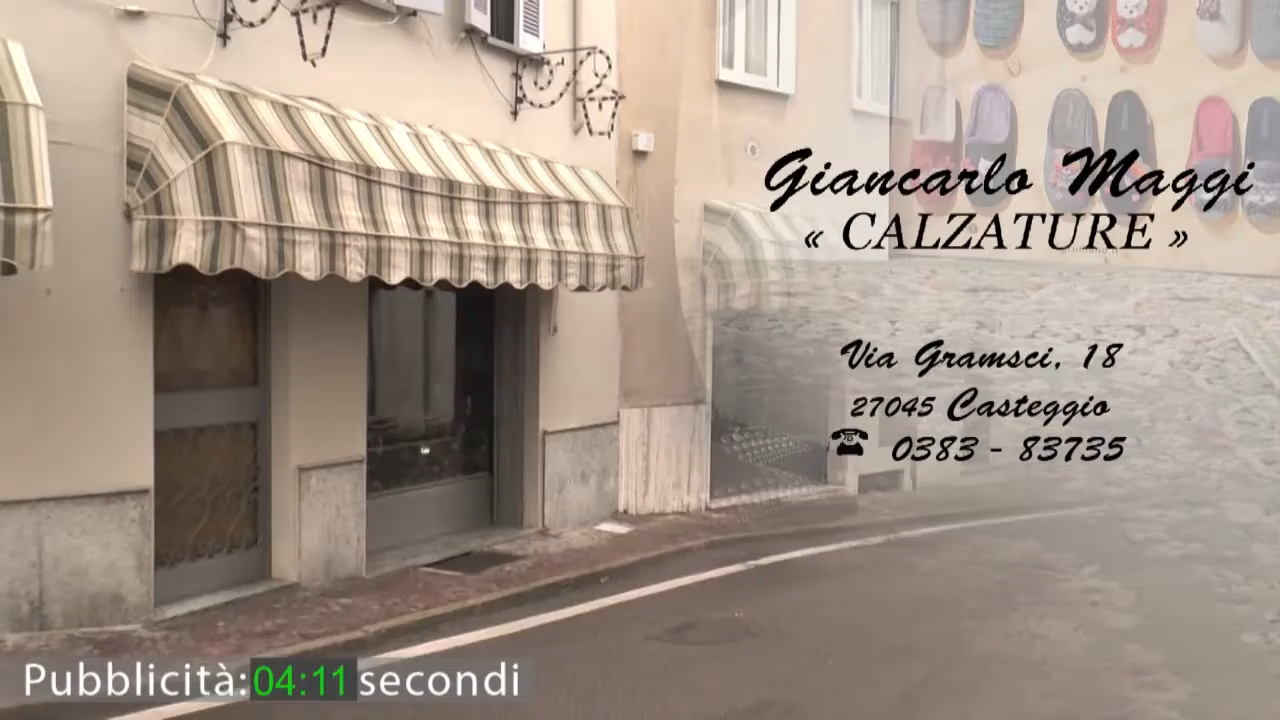 Giancarlo Maggi
« CALZATURE »
Via Gramsci, 18
27045 Casteggio
☎ 0383 - 83735
Pubblicità: 04:11 secondi